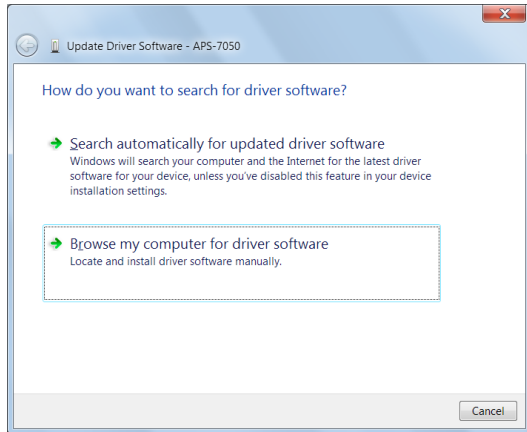 Update Driver Software - APS-7050
How do you want to search for driver software?
Search automatically for updated driver software
Windows will search your computer and the Internet for the latest driver
software for your device, unless you've disabled this feature in your device
installation settings.
Browse my computer for driver software
Locate and install driver software manually.
Cancel